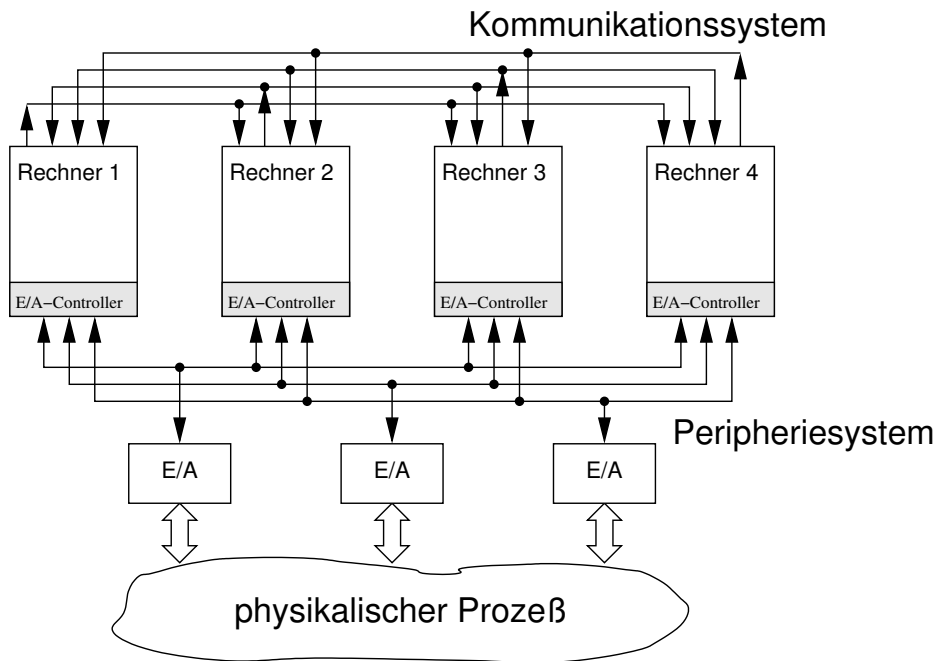 Kommunikationssystem
Rechner 1
Rechner 2
Rechner 3
Rechner 4
E/A–Controller
E/A–Controller
E/A–Controller
E/A–Controller
Peripheriesystem
E/A
E/A
E/A
physikalischer Prozeß